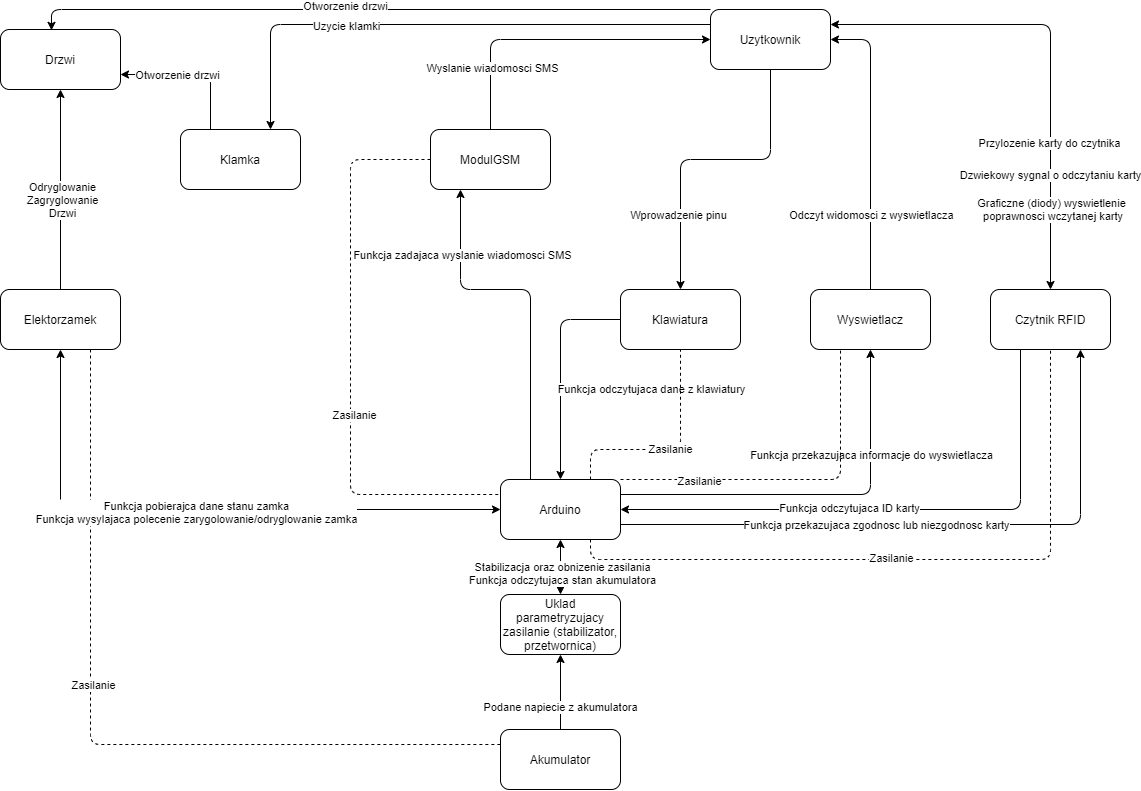 Otworzenie drzwi
Uzycie klamki
Uzytkownik
Drzwi
Wyslanie wiadomosci SMS
Otworzenie drzwi
Klamka
ModulGSM
Przylozenie karty do czytnika
Dzwiekowy sygnal o odczytaniu karty
Graficzne (diody) wyswietlenie
poprawnosci wczytanej karty
Odryglowanie
Zagryglowanie
Drzwi
Wprowadzenie pinu
Odczyt widomosci z wyswietlacza
Funkcja zadajaca wyslanie wiadomosci SMS
Elektorzamek
Klawiatura
Wyswietlacz
Czytnik RFID
Funkcja odczytujaca dane z klawiatury
Zasilanie
Zasilanie
Funkcja przekazujaca informacje do wyswietlacza
Zasilanie
Funkcja pobierajca dane stanu zamka
Funkcja wysylajaca polecenie zarygolowanie/odryglowanie zamka
Arduino
Funkcja odczytujaca ID karty
Funkcja przekazujaca zgodnosc lub niezgodnosc karty
Zasilanie
Stabilizacja oraz obnizenie zasilania
Funkcja odczytujaca stan akumulatora
Uklad
parametryzujacy
zasilanie (stabilizator,
przetwornica)
Zasilanie
Podane napiecie z akumulatora
Akumulator